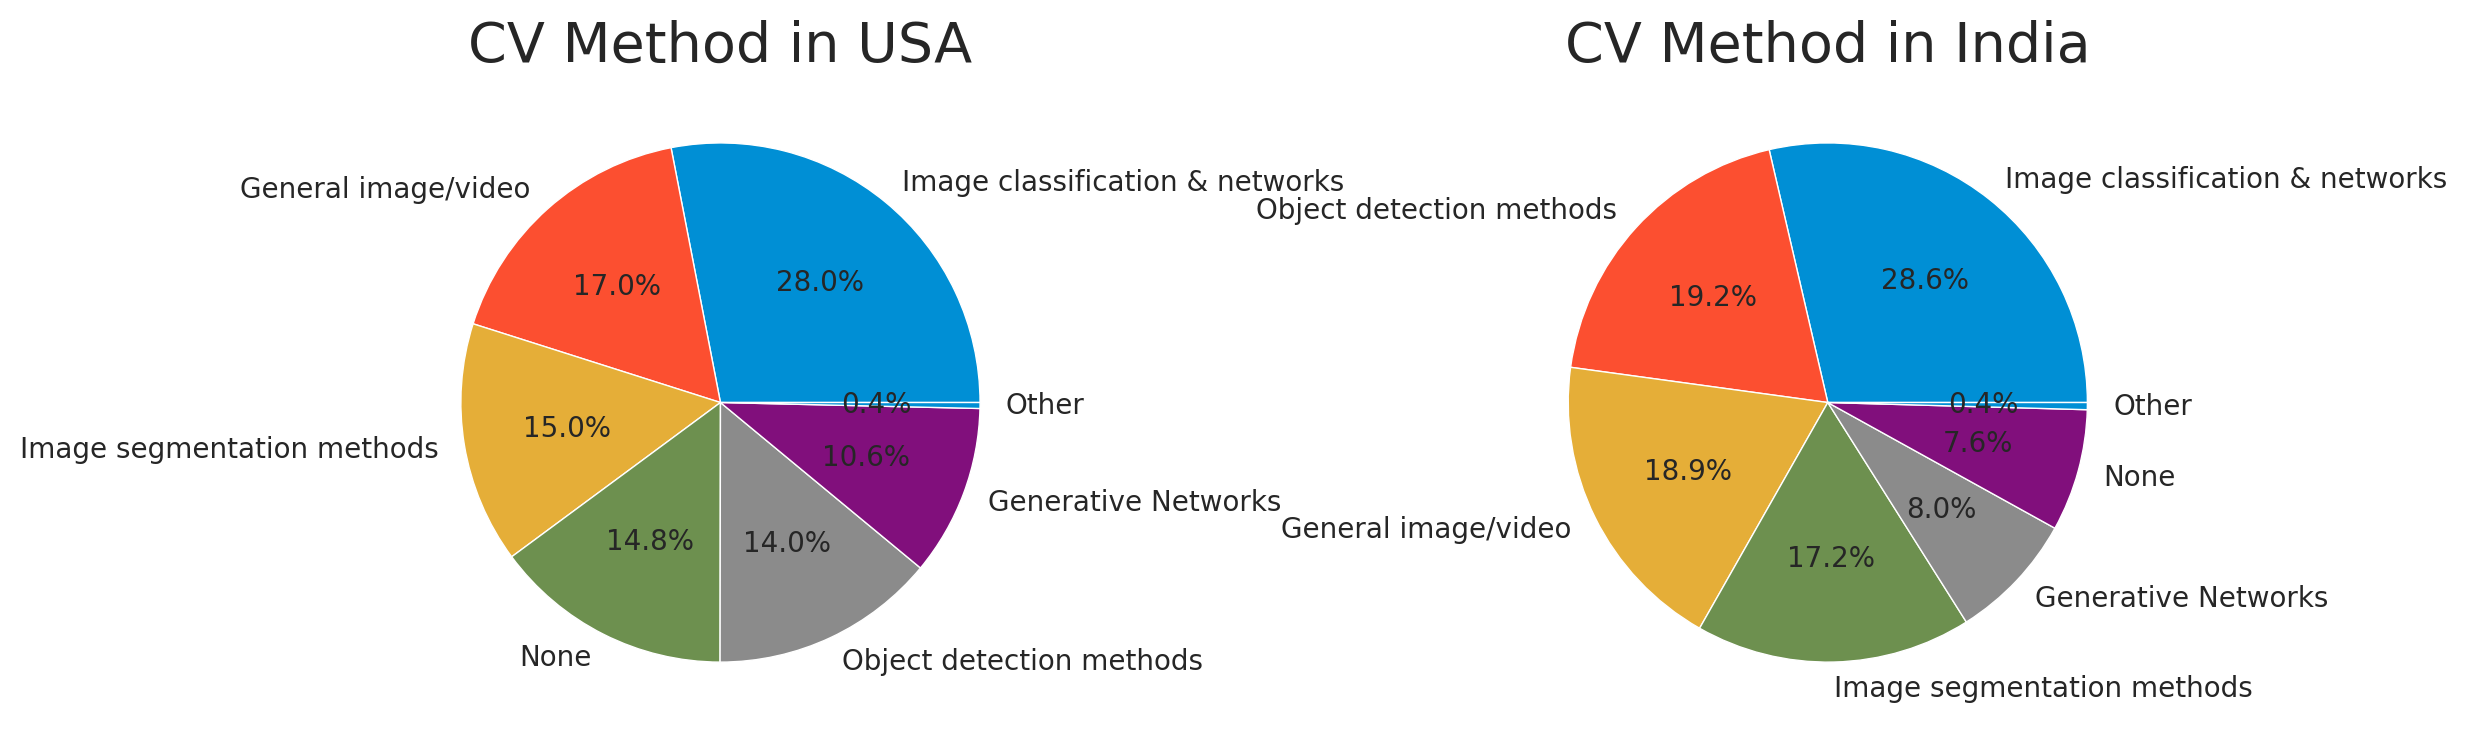 CV Method in USA
General image/video
Image classification & networks
17.0%
28.0%
15.0%
0.4%
Other
Image segmentation methods
10.6%
Generative Networks
14.8%
14.0%
None
Object detection methods
CV Method in India
Image classification & networks
Object detection methods
28.6%
19.2%
0.4%
Other
7.6%
18.9%
None
8.0%
General image/video
17.2%
Generative Networks
Image segmentation methods